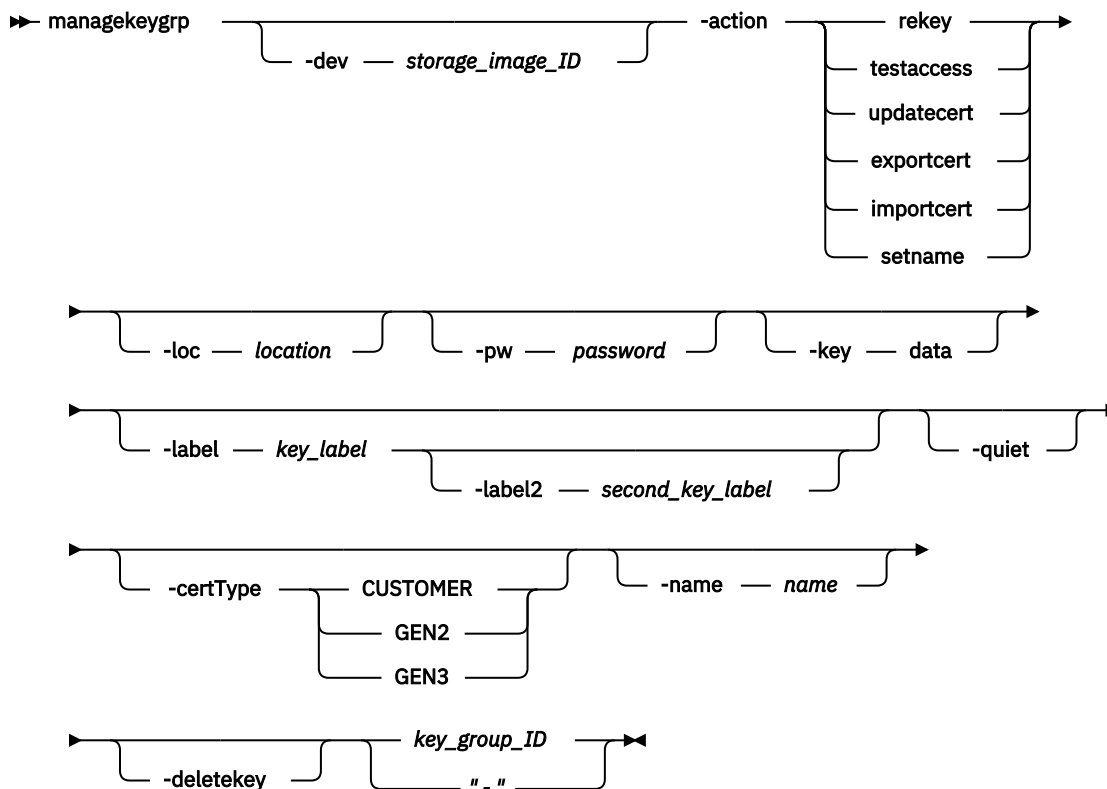 managekeygrp -action rekey
-dev storage_image_ID
testaccess
updatecert
exportcert
importcert
setname
-loc location -pw password -key data
-label key_label -quiet
-label2 second_key_label
-certType CUSTOMER -name name
GEN2
GEN3
key_group_ID
-deletekey " - "